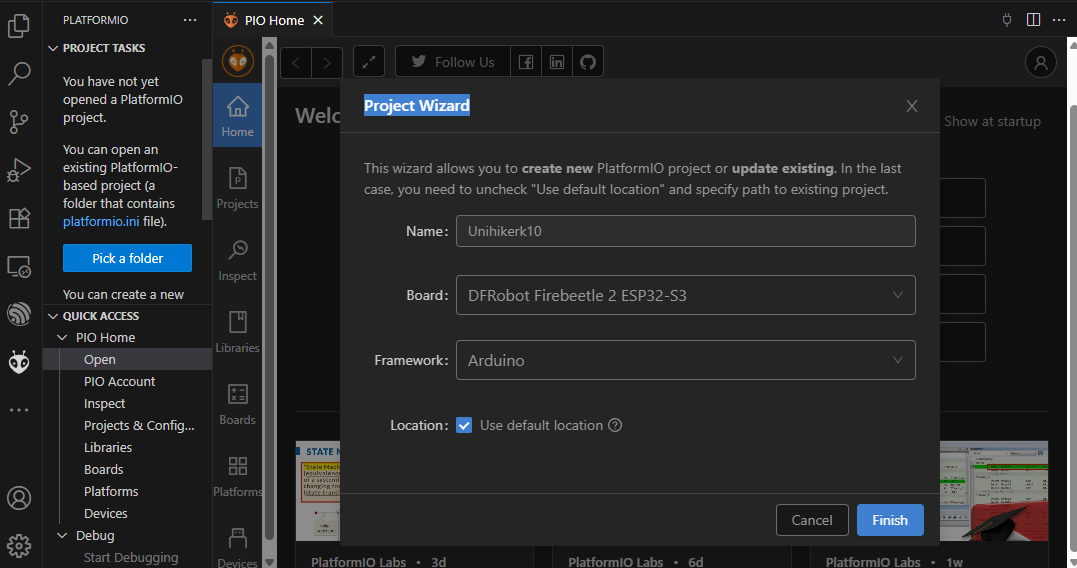 PLATFORMIO
PROJECT TASKS
You have not yet
opened a PlatformIO
project.
You can open an
existing PlatformIO-
based project (a
folder that contains
platformio.ini file).
Pick a folder
You can create a new
QUICK ACCESS
PIO Home
Open
PIO Account
Inspect
Projects & Config...
Libraries
Boards
Platforms
Devices
Debug
Start Debugging
PIO Home
Home
Projects
Inspect
Libraries
Boards
Platforms
Devices
Follow Us
Welc
Show at startup
Project Wizard
This wizard allows you to create new PlatformIO project or update existing. In the last
case, you need to uncheck "Use default location" and specify path to existing project.
Name:
Unihikerk10
Board:
DFRobot Firebeetle 2 ESP32-S3
Framework:
Arduino
Location:
Use default location
Cancel
Finish
STATE M
PlatformIO Labs • 3d
PlatformIO Labs • 6d
PlatformIO Labs • 1w